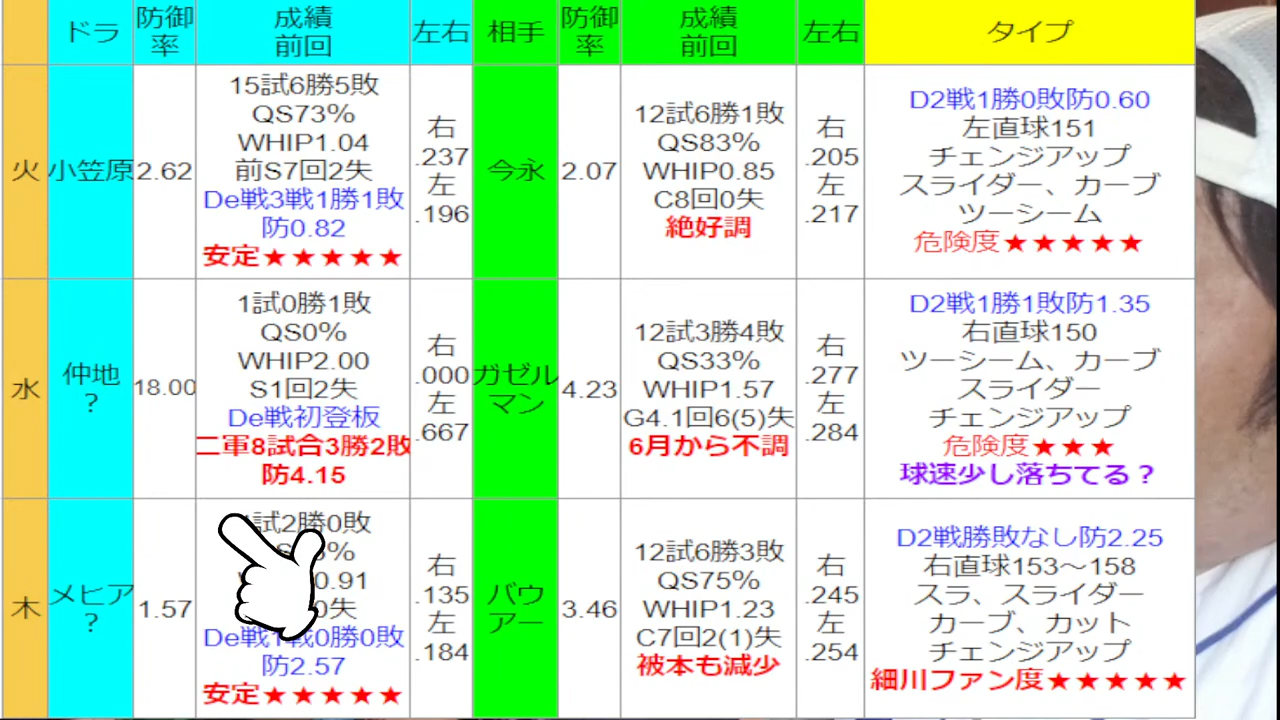 ドラ 防御率 成績前回 左右 相手 防御率 成績前回 左右 タイプ
火
小笠原
2.62
15試6勝5敗
QS73%
WHIP1.04
前S7回2失
De戦3戦1勝1敗
防0.82
安定★★★★★
右
.237
左
.196
今永
2.07
12試6勝1敗
QS83%
WHIP0.85
C8回0失
絶好調
右
.205
左
.217
D2戦1勝0敗防0.60
左直球151
チェンジアップ
スライダー、カーブ
ツーシーム
危険度★★★★★
水
仲地
?
18.00
1試0勝1敗
QS0%
WHIP2.00
S1回2失
De戦初登板
二軍8試合3勝2敗
防4.15
右
.000
左
.667
ガゼル
マン
4.23
12試3勝4敗
QS33%
WHIP1.57
G4.1回6(5)失
6月から不調
右
.277
左
.284
D2戦1勝1敗防1.35
右直球150
ツーシーム、カーブ
スライダー
チェンジアップ
危険度★★★
球速少し落ちてる？
木
メヒア
?
1.57
試2勝0敗
%
.91
失
De戦1戦0勝0敗
防2.57
安定★★★★★
右
.135
左
.184
バウ
アー
3.46
12試6勝3敗
QS75%
WHIP1.23
C7回2(1)失
被本も減少
右
.245
左
.254
D2戦勝敗なし防2.25
右直球153～158
スラ、スライダー
カーブ、カット
チェンジアップ
細川ファン度★★★★★